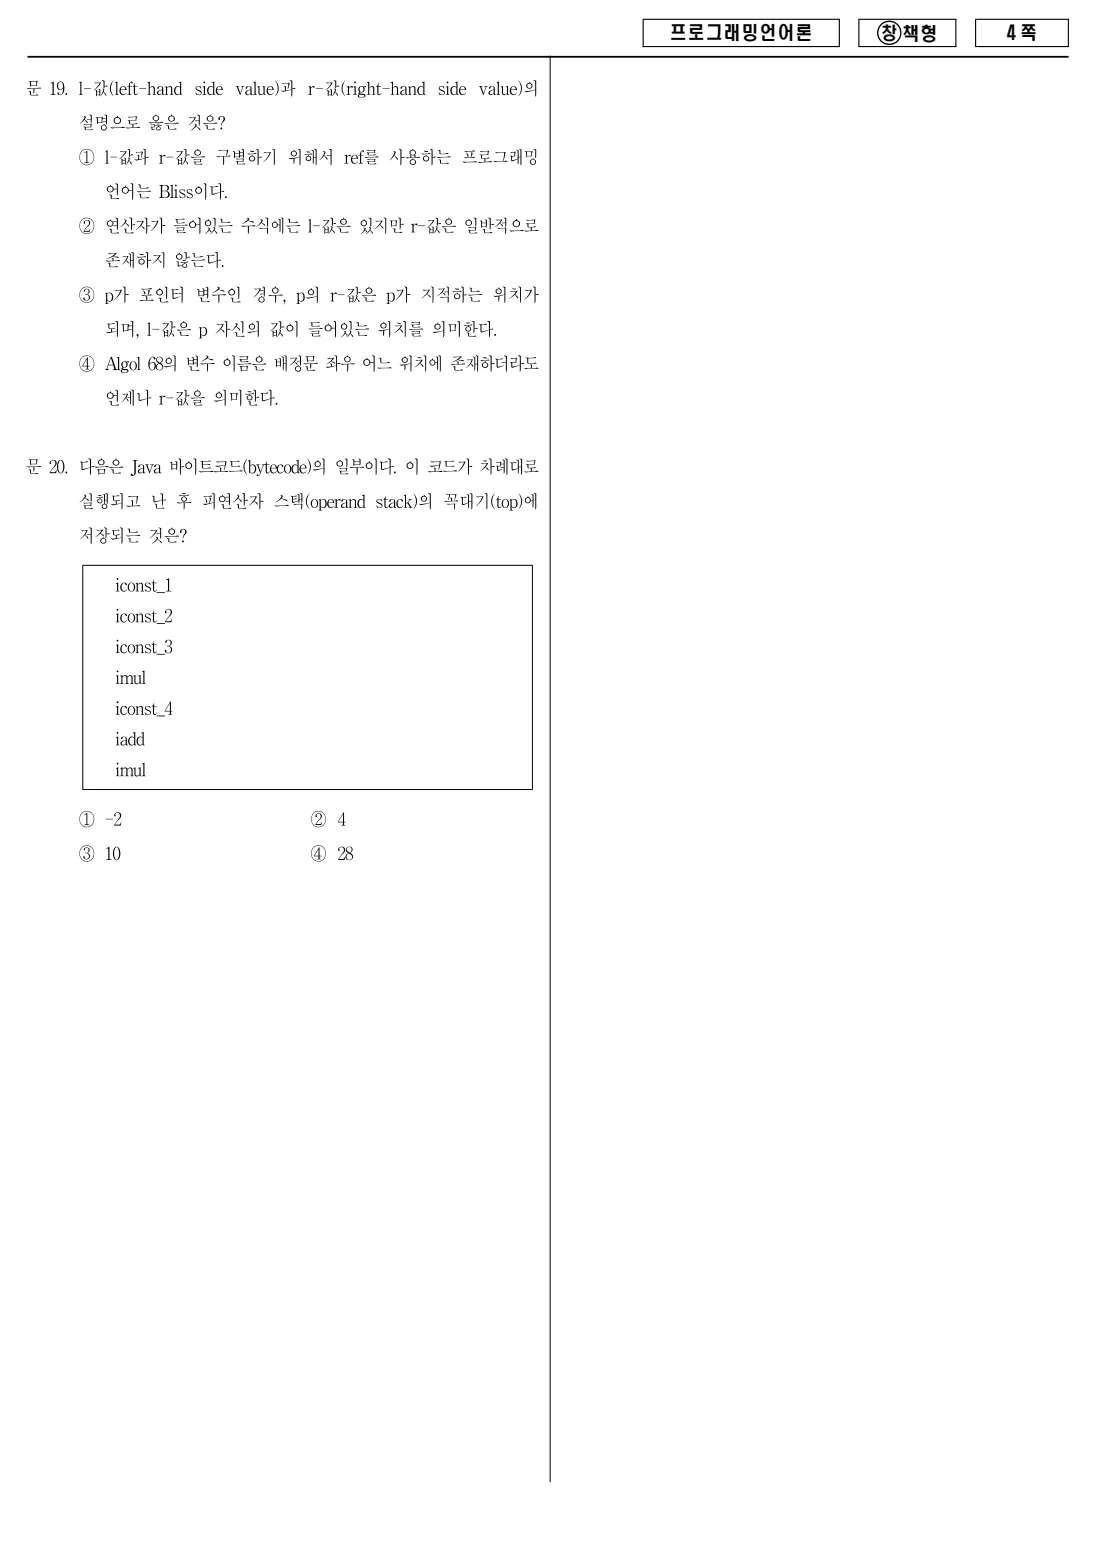 프로그래밍언어론 ㉾책형 4쪽
문 19. l-값(left-hand side value)과 r-값(right-hand side value)의
설명으로 옳은 것은?
① l-값과 r-값을 구별하기 위해서 ref를 사용하는 프로그래밍
언어는 Bliss이다.
② 연산자가 들어있는 수식에는 l-값은 있지만 r-값은 일반적으로
존재하지 않는다.
③ p가 포인터 변수인 경우, p의 r-값은 p가 지적하는 위치가
되며, l-값은 p 자신의 값이 들어있는 위치를 의미한다.
④ Algol 68의 변수 이름은 배정문 좌우 어느 위치에 존재하더라도
언제나 r-값을 의미한다.
문 20. 다음은 Java 바이트코드(bytecode)의 일부이다. 이 코드가 차례대로
실행되고 난 후 피연산자 스택(operand stack)의 꼭대기(top)에
저장되는 것은?
iconst_1
iconst_2
iconst_3
imul
iconst_4
iadd
imul
① -2 ② 4
③ 10 ④ 28